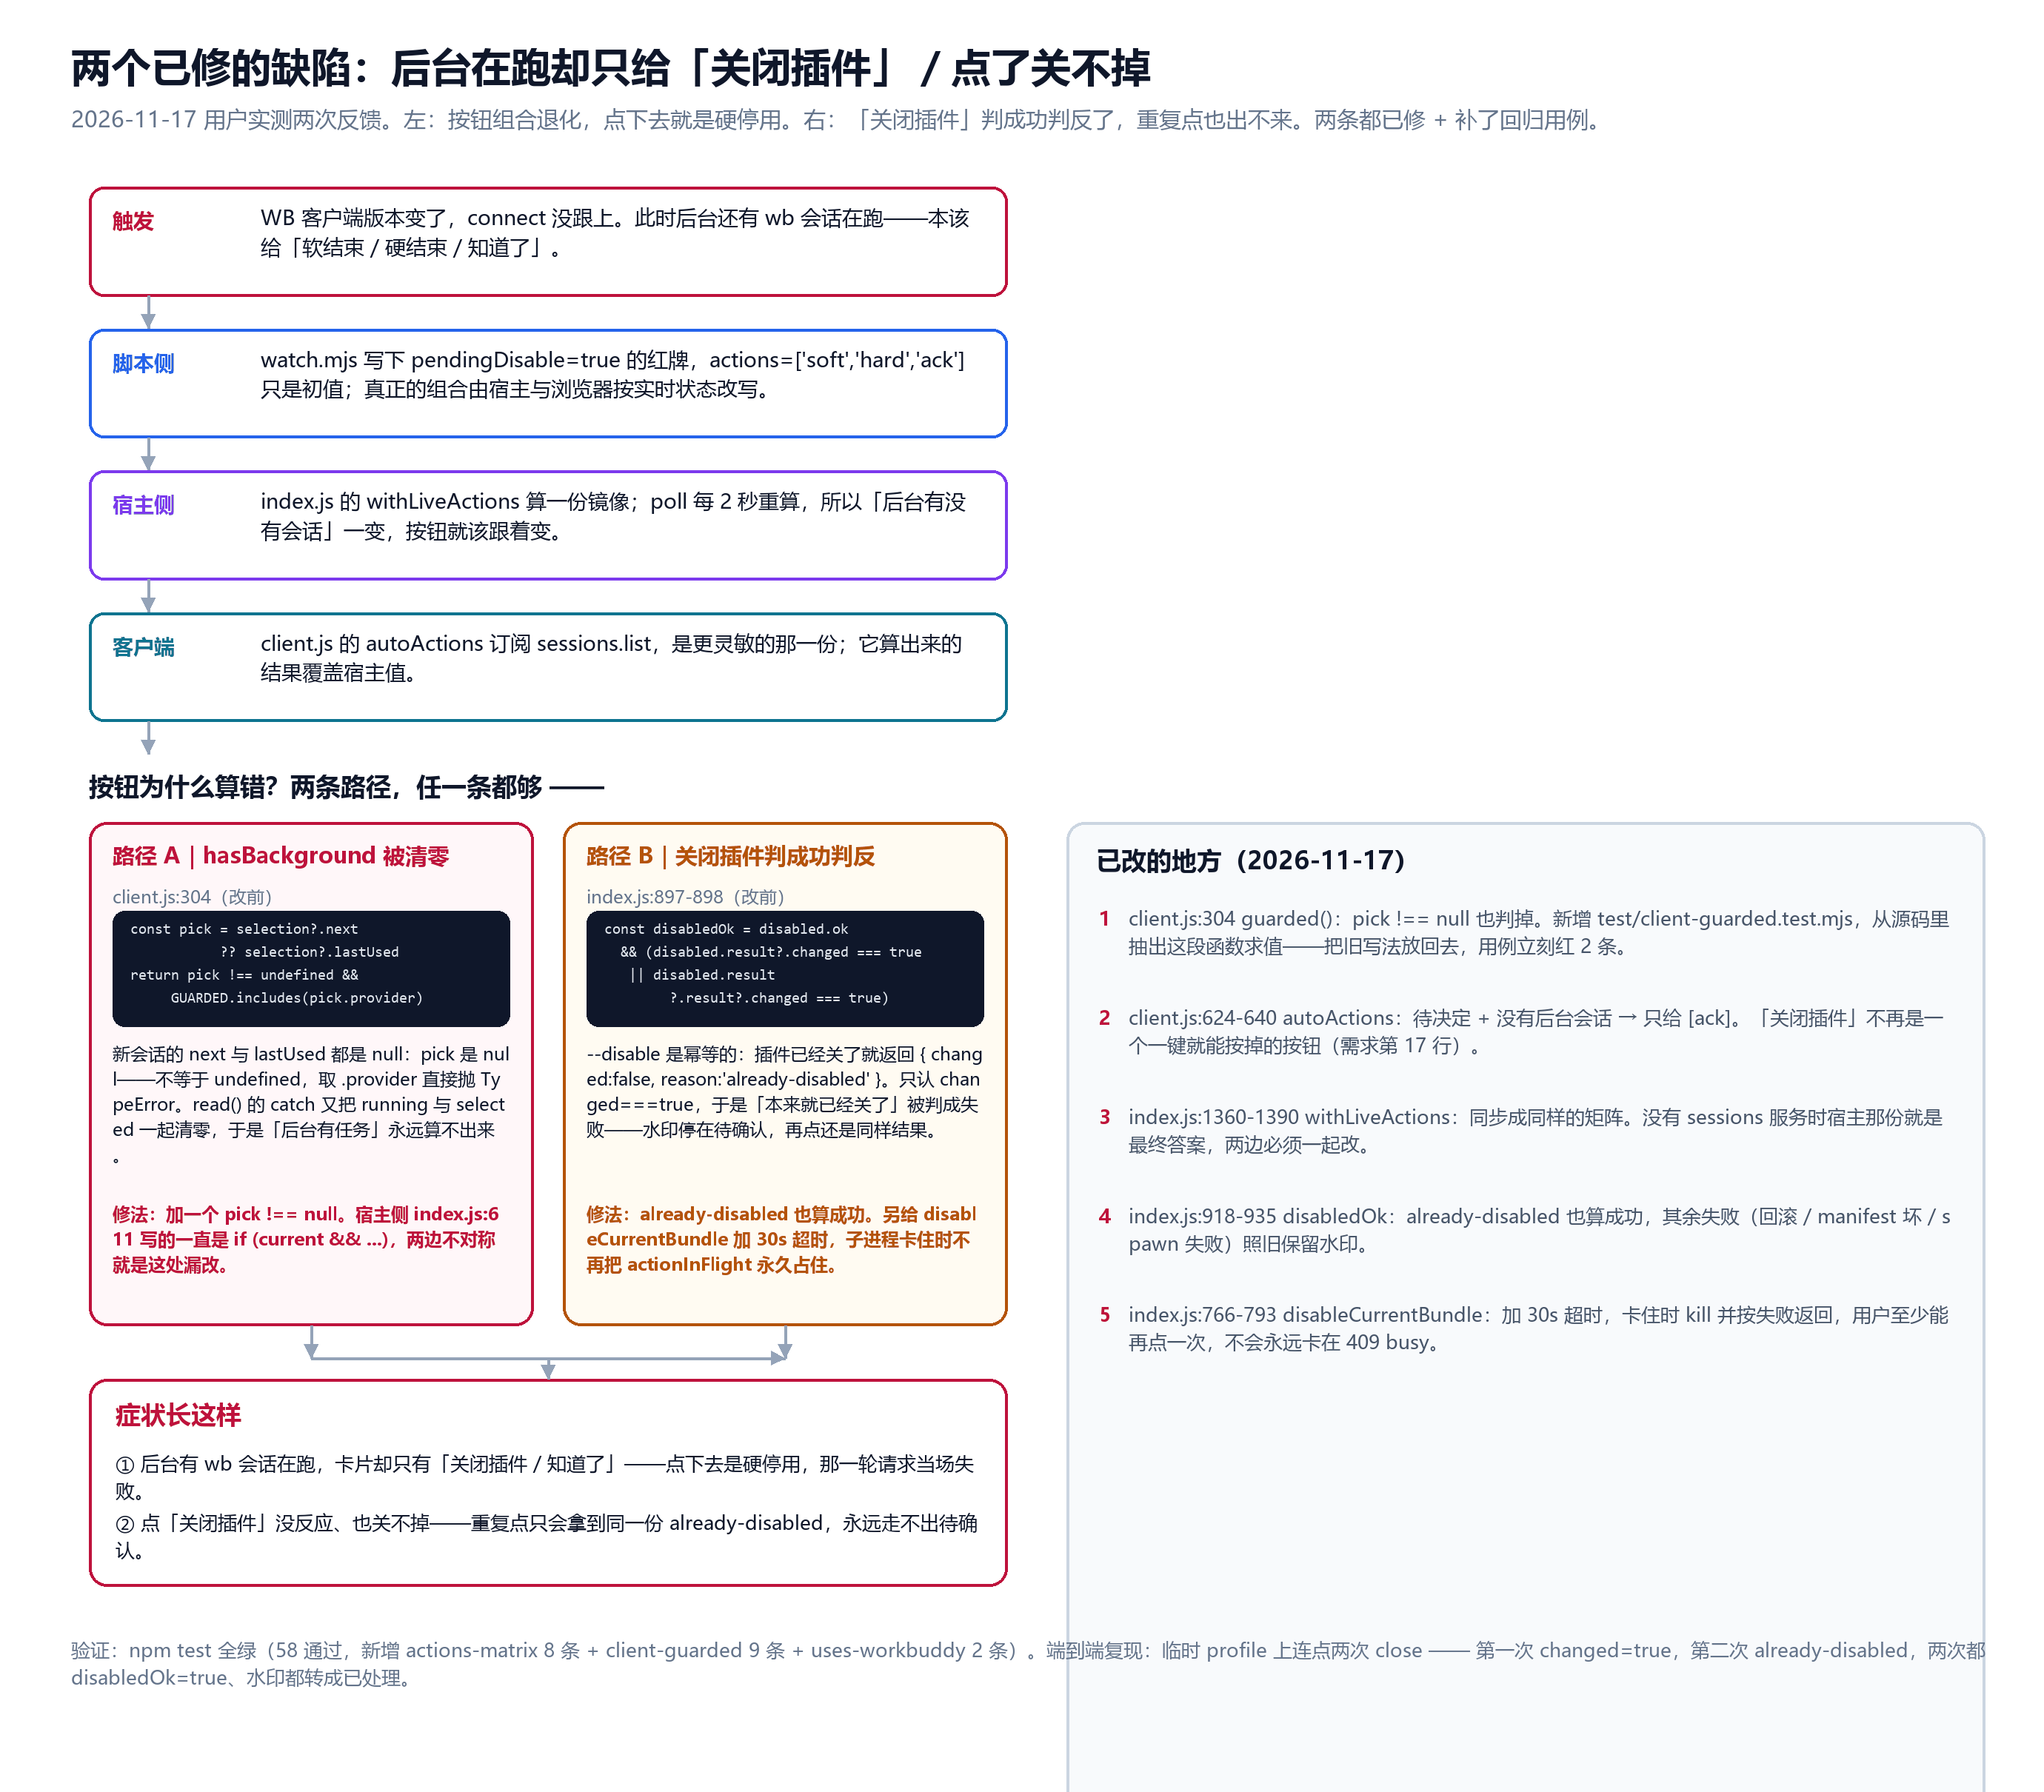 两个已修的缺陷：后台在跑却只给「关闭插件」 / 点了关不掉
2026-11-17 用户实测两次反馈。左：按钮组合退化，点下去就是硬停用。右：「关闭插件」判成功判反了，重复点也出不来。两条都已修 + 补了回归用例。
触发
WB 客户端版本变了，connect 没跟上。此时后台还有 wb 会话在跑——本该
给「软结束 / 硬结束 / 知道了」。
脚本侧
watch.mjs 写下 pendingDisable=true 的红牌，actions=['soft','hard','ack']
只是初值；真正的组合由宿主与浏览器按实时状态改写。
宿主侧
index.js 的 withLiveActions 算一份镜像；poll 每 2 秒重算，所以「后台有没
有会话」一变，按钮就该跟着变。
客户端
client.js 的 autoActions 订阅 sessions.list，是更灵敏的那一份；它算出来的
结果覆盖宿主值。
按钮为什么算错？两条路径，任一条都够 ——
路径 A｜hasBackground 被清零
client.js:304（改前）
const pick = selection?.next
?? selection?.lastUsed
return pick !== undefined &&
GUARDED.includes(pick.provider)
新会话的 next 与 lastUsed 都是 null：pick 是 nul
l——不等于 undefined，取 .provider 直接抛 Ty
peError。read() 的 catch 又把 running 与 select
ed 一起清零，于是「后台有任务」永远算不出来
。
修法：加一个 pick !== null。宿主侧 index.js:6
11 写的一直是 if (current && ...)，两边不对称
就是这处漏改。
路径 B｜关闭插件判成功判反
index.js:897-898（改前）
const disabledOk = disabled.ok
&& (disabled.result?.changed === true
|| disabled.result
?.result?.changed === true)
--disable 是幂等的：插件已经关了就返回 { chang
ed:false, reason:'already-disabled' }。只认 chan
ged===true，于是「本来就已经关了」被判成失
败——水印停在待确认，再点还是同样结果。
修法：already-disabled 也算成功。另给 disabl
eCurrentBundle 加 30s 超时，子进程卡住时不
再把 actionInFlight 永久占住。
症状长这样
① 后台有 wb 会话在跑，卡片却只有「关闭插件 / 知道了」——点下去是硬停用，那一轮请求当场失
败。
② 点「关闭插件」没反应、也关不掉——重复点只会拿到同一份 already-disabled，永远走不出待确
认。
已改的地方（2026-11-17）
1 client.js:304 guarded()：pick !== null 也判掉。新增 test/client-guarded.test.mjs，从源码里
抽出这段函数求值——把旧写法放回去，用例立刻红 2 条。
2 client.js:624-640 autoActions：待决定 + 没有后台会话 → 只给 [ack]。「关闭插件」不再是一
个一键就能按掉的按钮（需求第 17 行）。
3 index.js:1360-1390 withLiveActions：同步成同样的矩阵。没有 sessions 服务时宿主那份就是
最终答案，两边必须一起改。
4 index.js:918-935 disabledOk：already-disabled 也算成功，其余失败（回滚 / manifest 坏 / s
pawn 失败）照旧保留水印。
5 index.js:766-793 disableCurrentBundle：加 30s 超时，卡住时 kill 并按失败返回，用户至少能
再点一次，不会永远卡在 409 busy。
验证：npm test 全绿（58 通过，新增 actions-matrix 8 条 + client-guarded 9 条 + uses-workbuddy 2 条）。端到端复现：临时 profile 上连点两次 close —— 第一次 changed=true，第二次 already-disabled，两次都
disabledOk=true、水印都转成已处理。